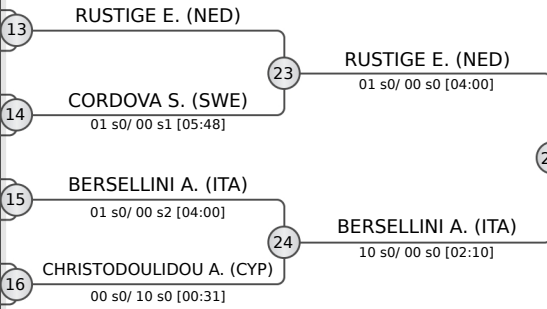 RUSTIGE E. (NED)
13
RUSTIGE E. (NED)
23
01 s0/ 00 s0 [04:00]
CORDOVA S. (SWE)
14
01 s0/ 00 s1 [05:48]
BERSELLINI A. (ITA)
15
01 s0/ 00 s2 [04:00]
BERSELLINI A. (ITA)
24
10 s0/ 00 s0 [02:10]
CHRISTODOULIDOU A. (CYP)
16
00 s0/ 10 s0 [00:31]